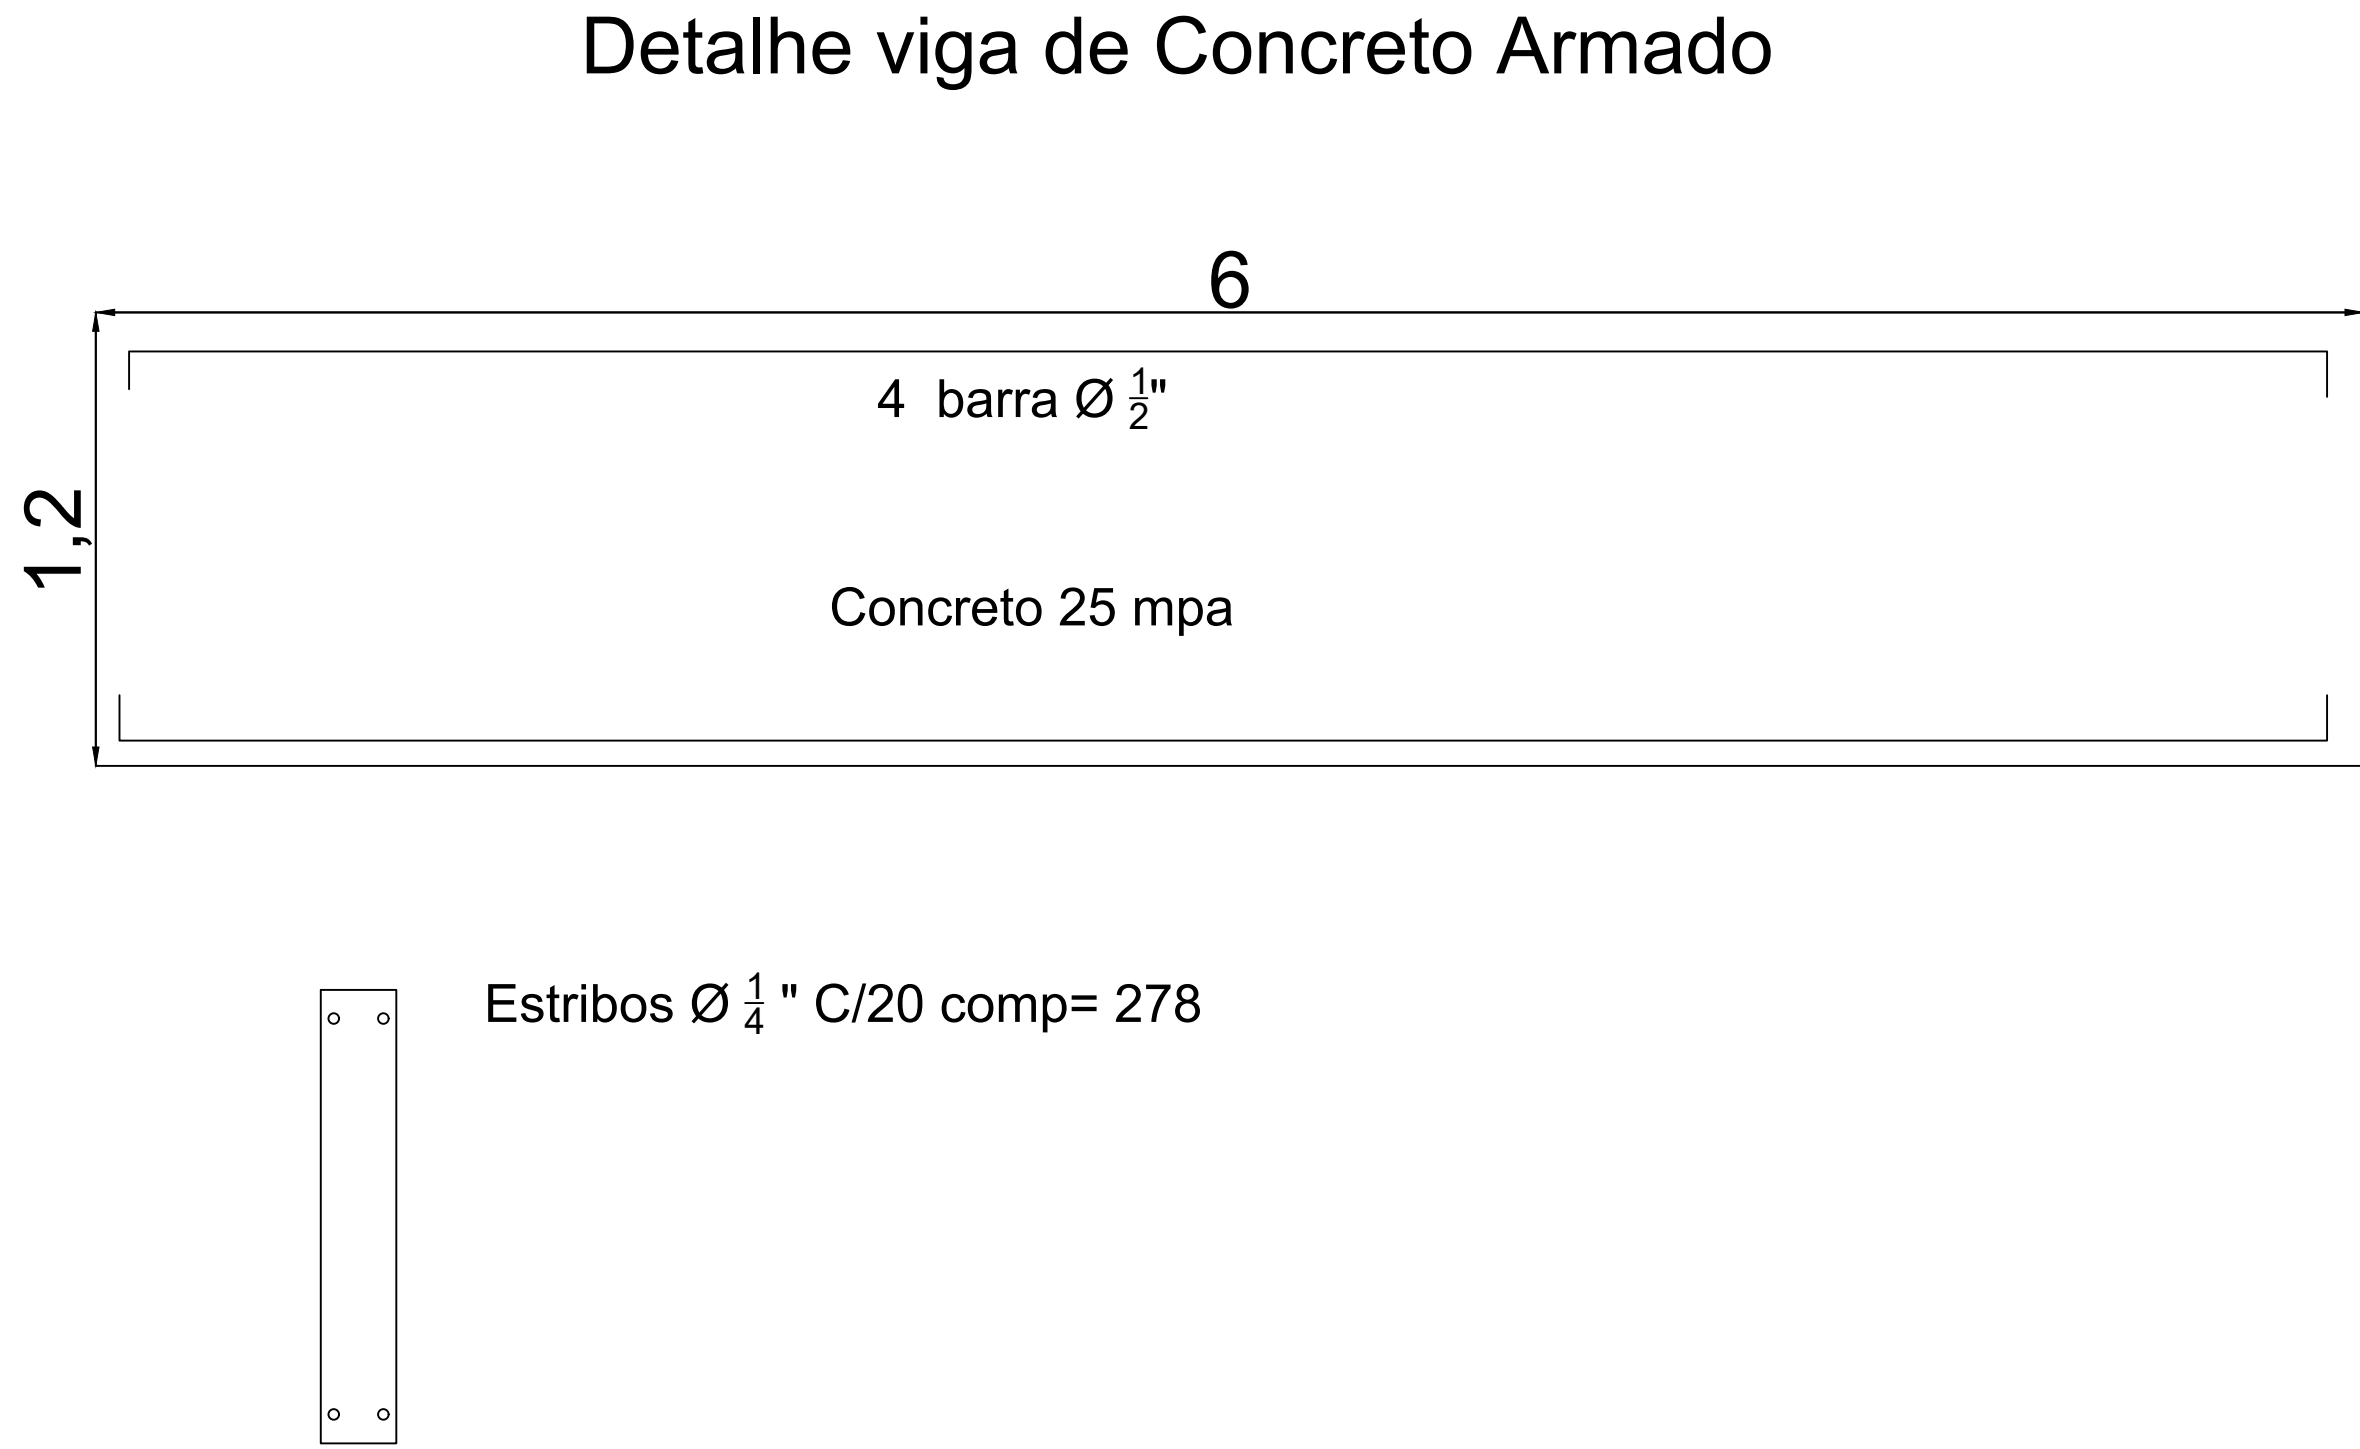 Detalhe viga de Concreto Armado
6
4 barra Ø 1/2"
1,2
Concreto 25 mpa
Estribos Ø 1/4 " C/20 comp= 278